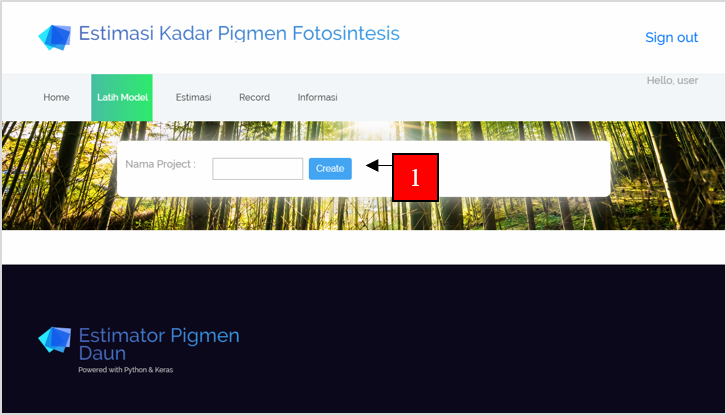 Estimasi Kadar Pigmen Fotosintesis
Sign out
Hello, user
Home
Latih Model
Estimasi
Record
Informasi
Nama Project :
Create
1
Estimator Pigmen
Daun
Powered with Python & Keras